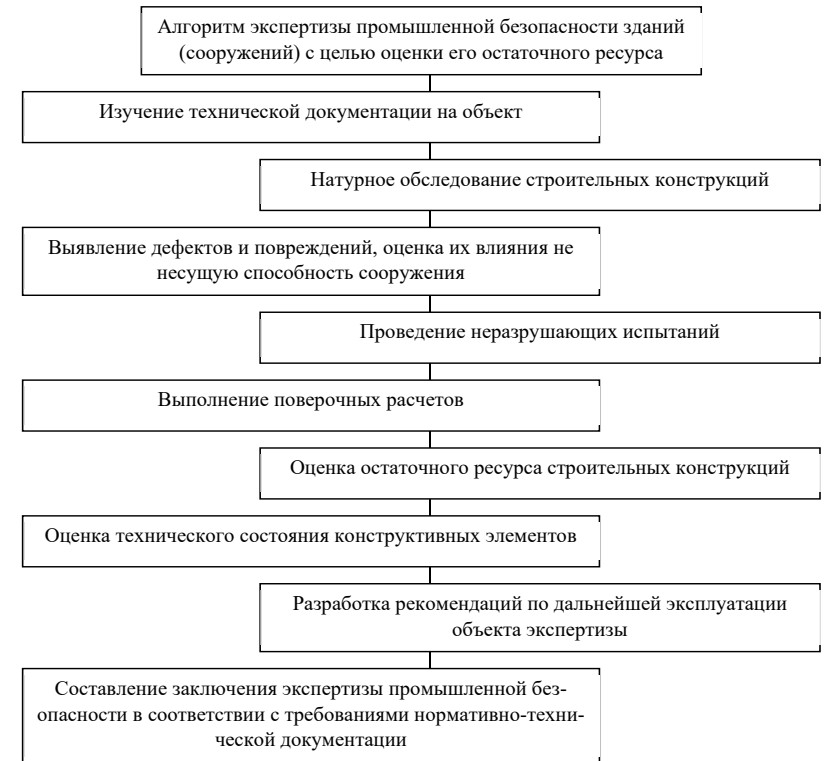 Алгоритм экспертизы промышленной безопасности зданий
(сооружений) с целью оценки его остаточного ресурса
Изучение технической документации на объект
Натурное обследование строительных конструкций
Выявление дефектов и повреждений, оценка их влияния не
несущую способность сооружения
Проведение неразрушающих испытаний
Выполнение поверочных расчетов
Оценка остаточного ресурса строительных конструкций
Оценка технического состояния конструктивных элементов
Разработка рекомендаций по дальнейшей эксплуатации
объекта экспертизы
Составление заключения экспертизы промышленной без-
опасности в соответствии с требованиями нормативно-техни-
ческой документации